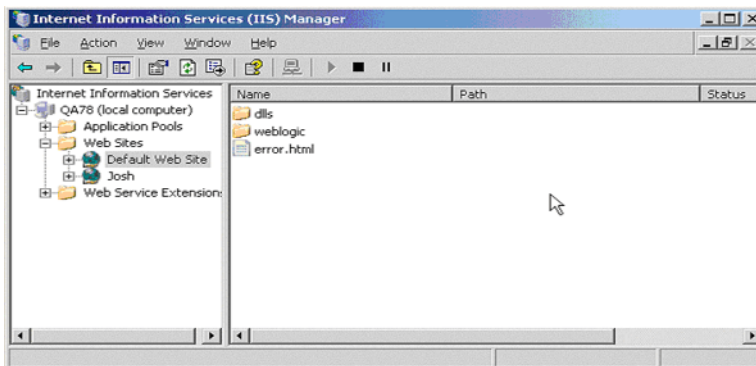 Internet Information Services (IIS) Manager
File Action View Window Help
Internet Information Services
QA78 (local computer)
Application Pools
Web Sites
Default Web Site
Josh
Web Service Extension
Name Path Status
dlls
weblogic
error.html